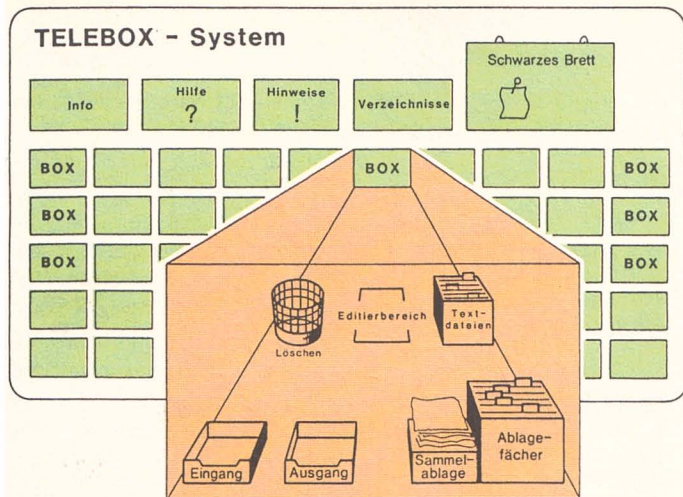 TELEBOX - System
Schwarzes Brett
Info
Hilfe
?
Hinweise
!
Verzeichnisse
BOX
BOX
BOX
BOX
BOX
BOX
BOX
Löschen
Editierbereich
Text-
dateien
Eingang
Ausgang
Sammel-
ablage
Ablage-
fächer